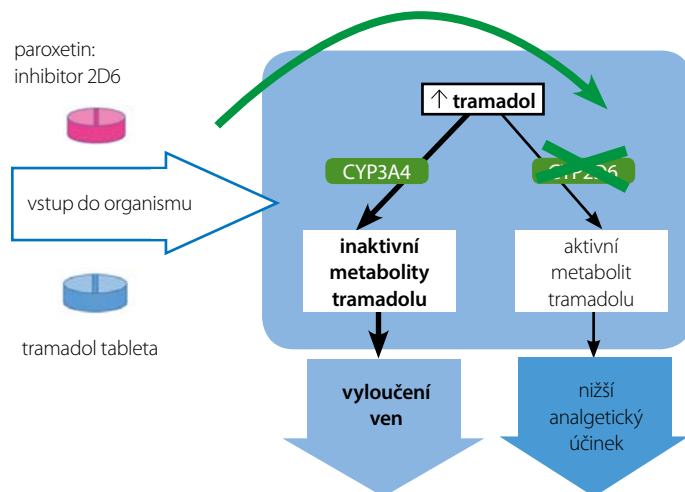 paroxetin:
inhibitor 2D6
↑ tramadol
CYP3A4
CYP2D6
vstup do organismu
inaktivní
metabolity
tramadolu
aktivní
metabolit
tramadolu
tramadol tableta
vyloučení
ven
nižší
analgetický
účinek